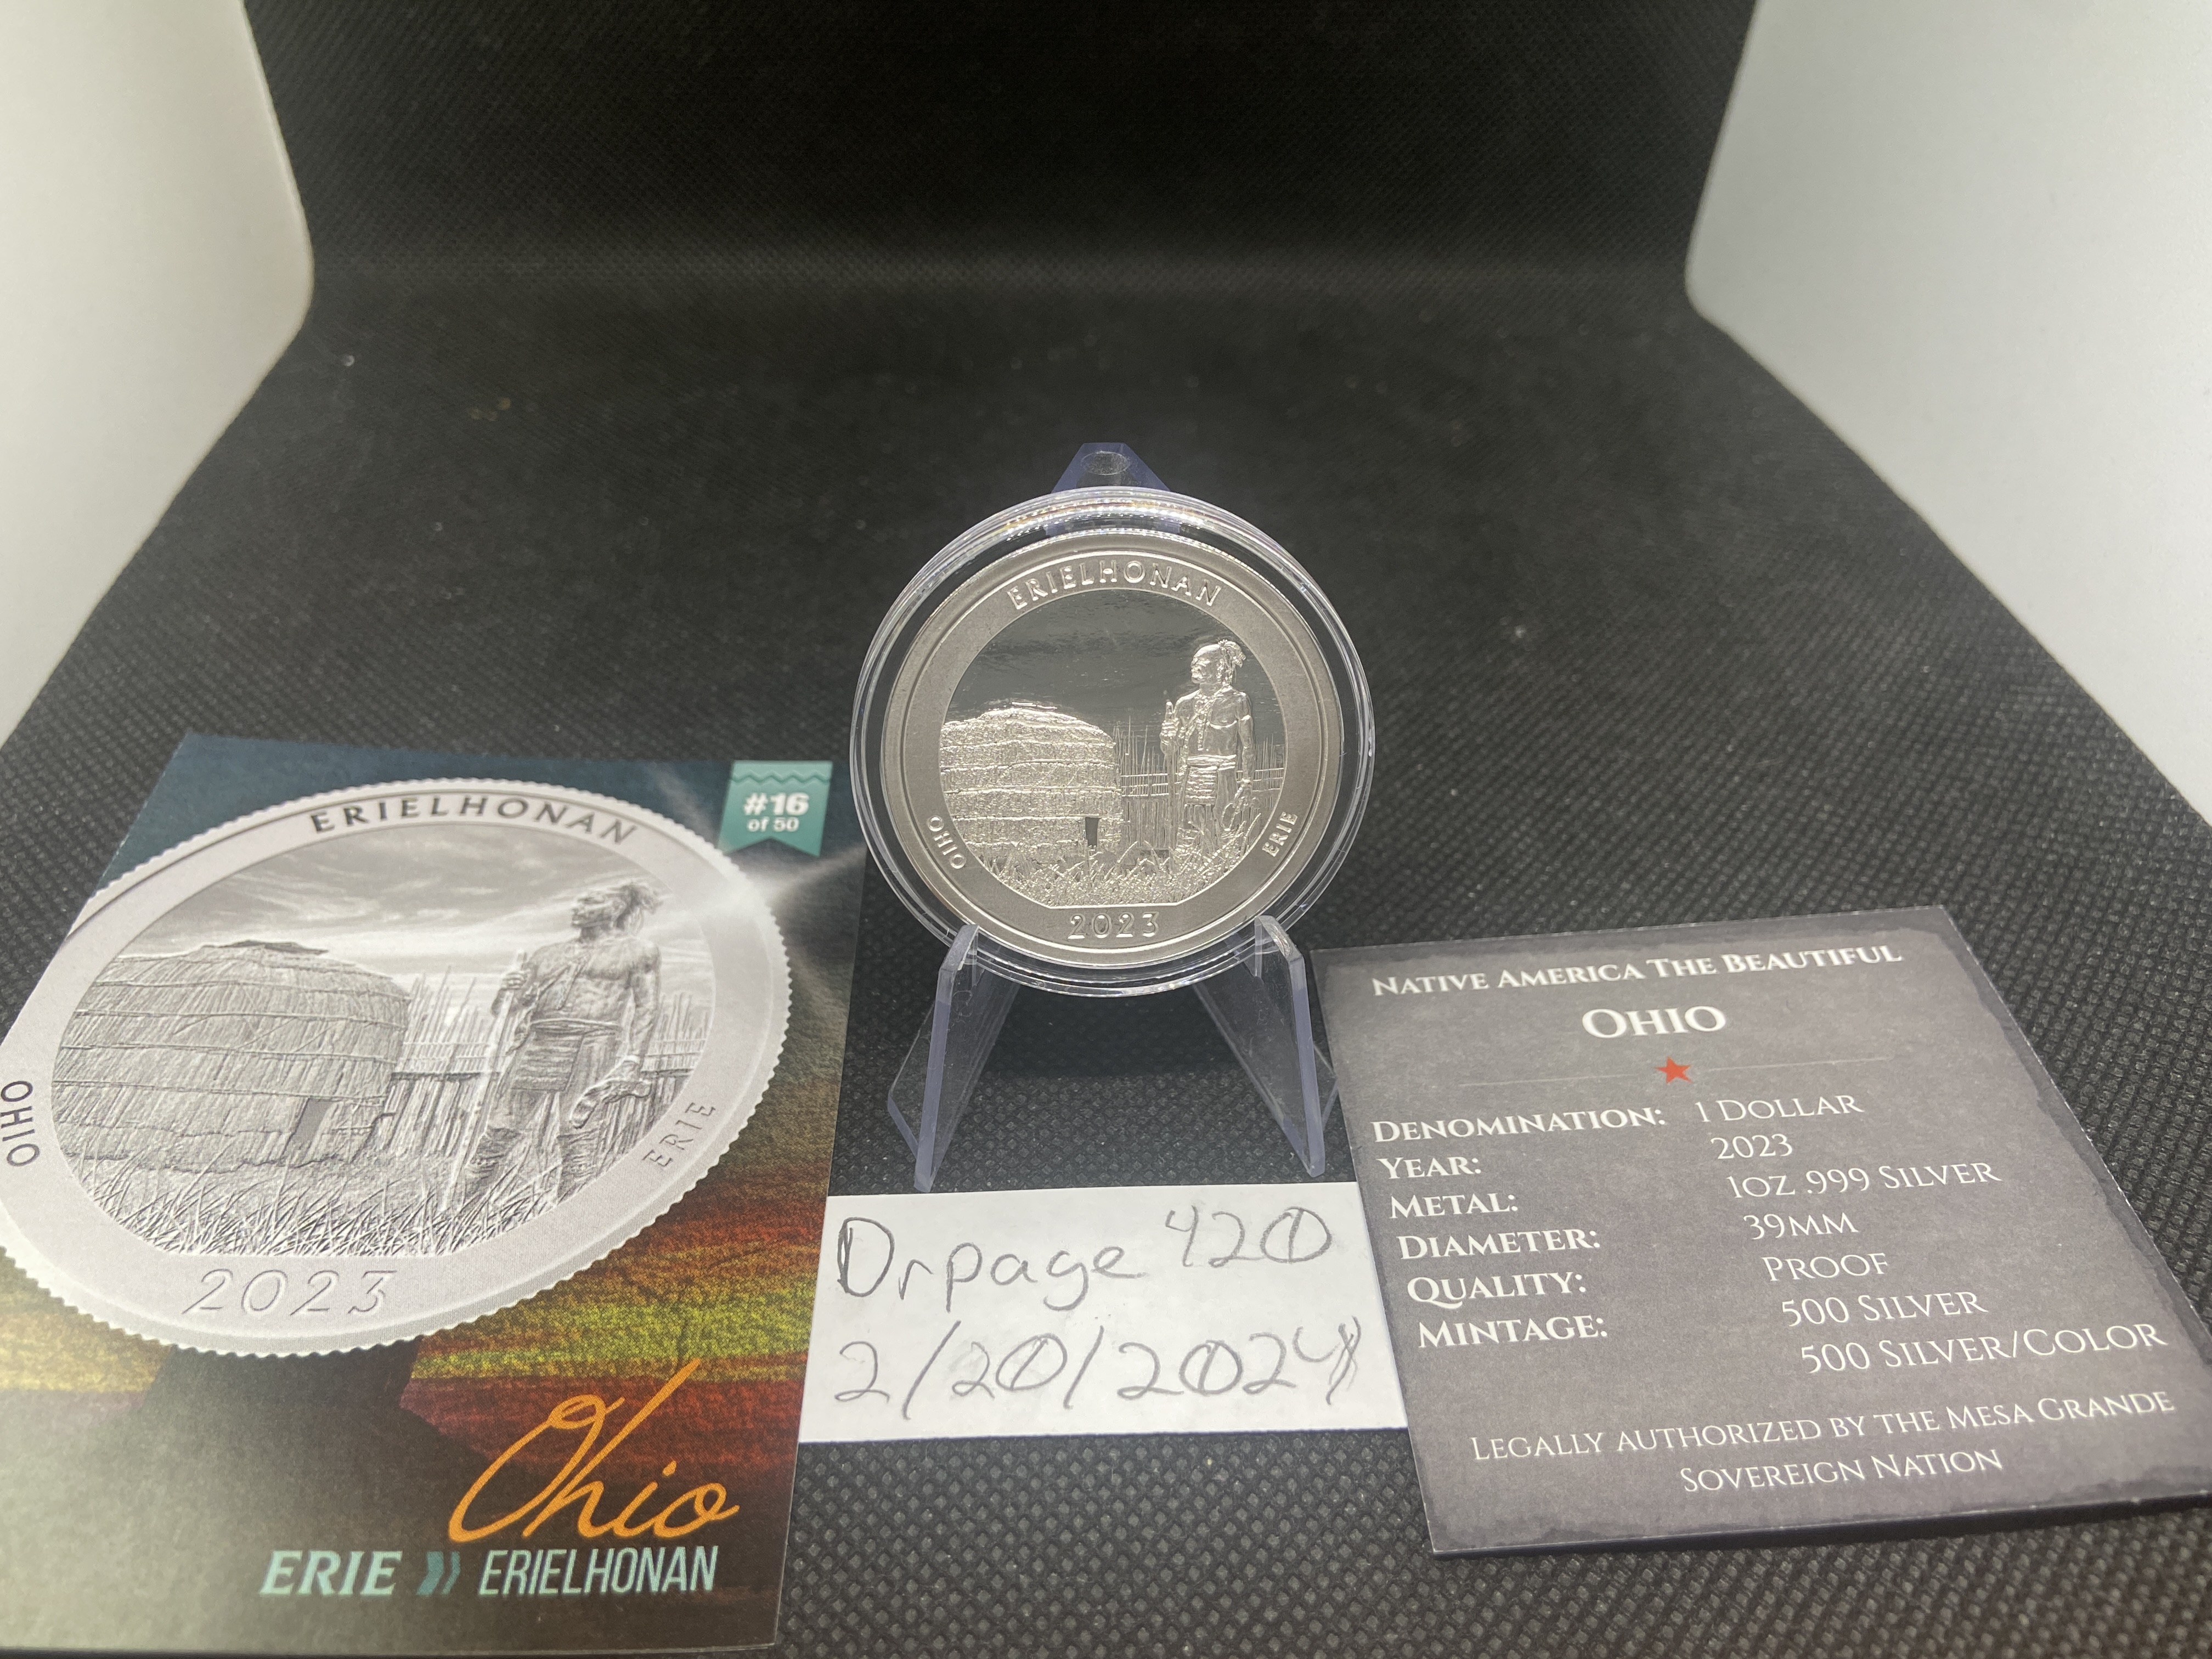 ERIELHONAN
OHIO
ERIE
2023
#16
of 50
ERIELHONAN
OHIO
ERIE
2023
Ohio
ERIE » ERIELHONAN
Drpage 420
2/20/2024
NATIVE AMERICA THE BEAUTIFUL
OHIO
DENOMINATION: 1 DOLLAR
YEAR: 2023
METAL: 1OZ .999 SILVER
DIAMETER: 39MM
QUALITY: PROOF
MINTAGE: 500 SILVER
500 SILVER/COLOR
LEGALLY AUTHORIZED BY THE MESA GRANDE
SOVEREIGN NATION